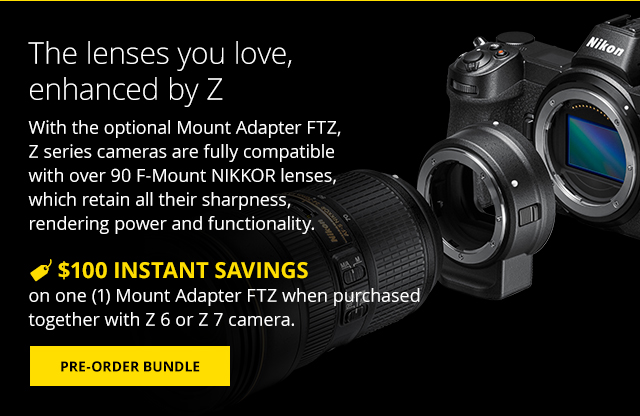 The lenses you love,
enhanced by Z
With the optional Mount Adapter FTZ,
Z series cameras are fully compatible
with over 90 F-Mount NIKKOR lenses,
which retain all their sharpness,
rendering power and functionality.
$100 INSTANT SAVINGS
on one (1) Mount Adapter FTZ when purchased
together with Z 6 or Z 7 camera.
PRE-ORDER BUNDLE
Nikon
Nikon